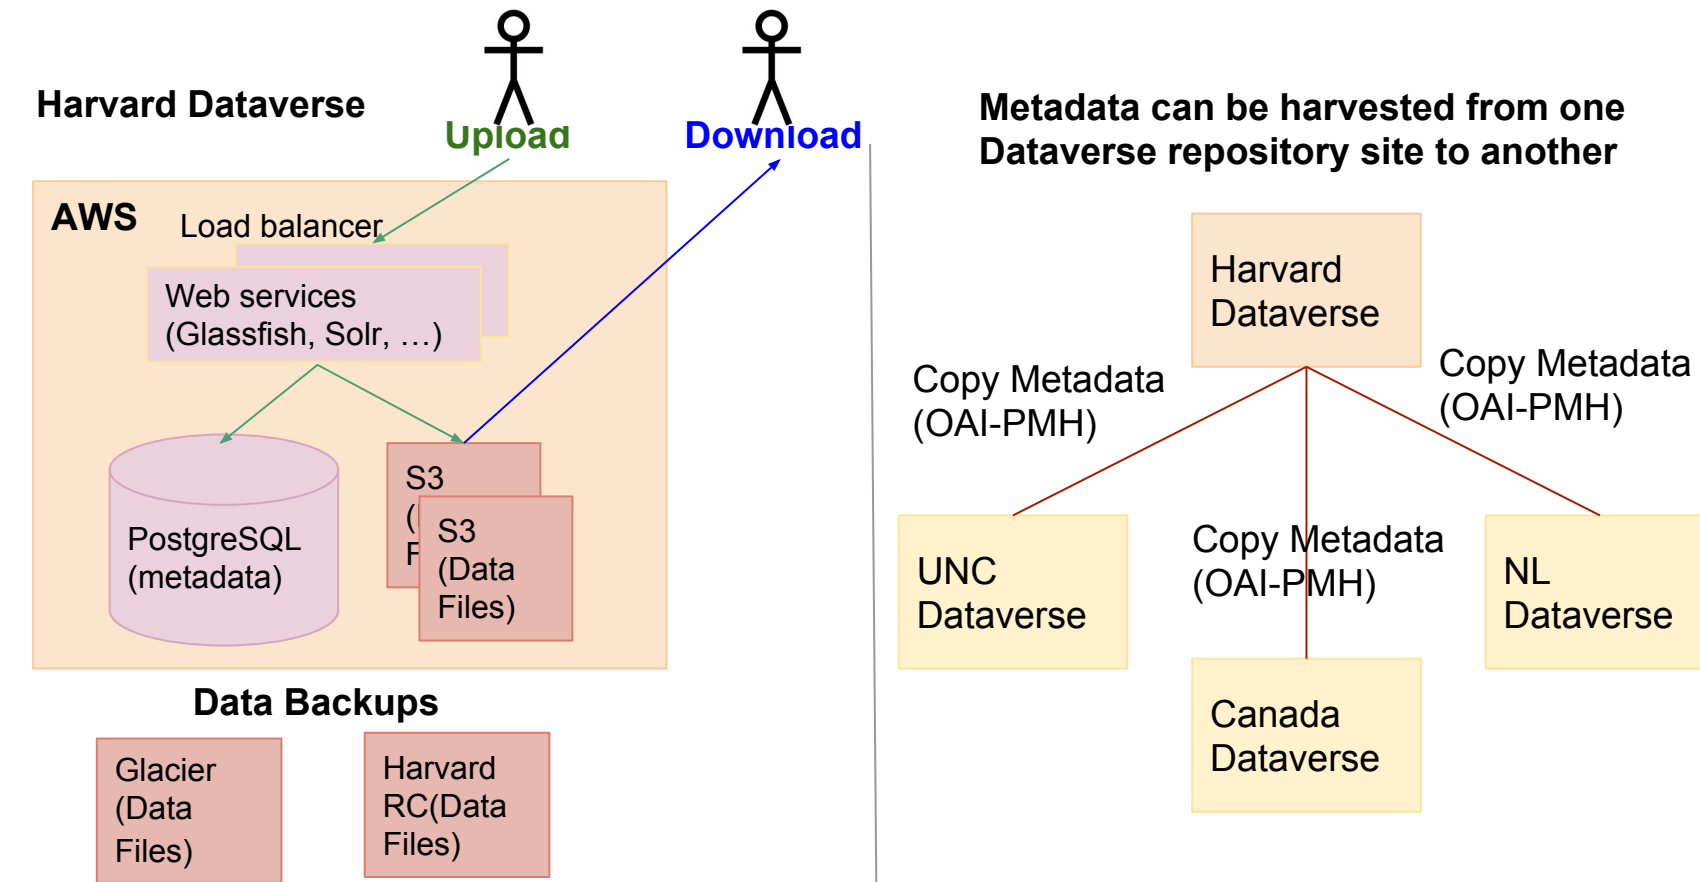 Harvard Dataverse
Upload
Download
AWS
Load balancer
Web services
(Glassfish, Solr, …)
PostgreSQL
(metadata)
S3
(
F
S3
(Data
Files)
Data Backups
Glacier
(Data
Files)
Harvard
RC(Data
Files)
Metadata can be harvested from one
Dataverse repository site to another
Harvard
Dataverse
Copy Metadata
(OAI-PMH)
Copy Metadata
(OAI-PMH)
Copy Metadata
(OAI-PMH)
UNC
Dataverse
Canada
Dataverse
NL
Dataverse